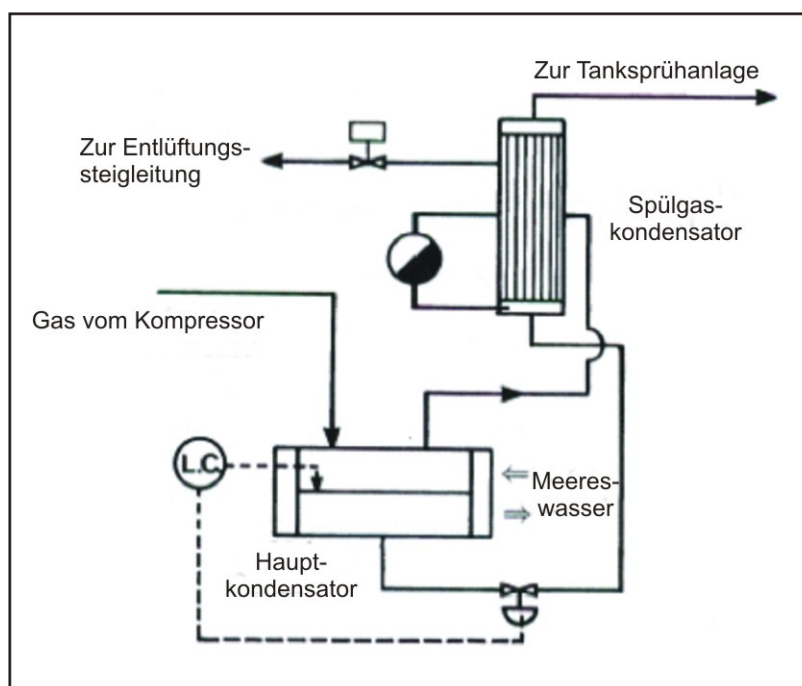 Zur Tanksprühanlage
Zur Entlüftungs-
steigleitung
Spülgas-
kondensator
Gas vom Kompressor
L.C.
Meeres-
wasser
Haupt-
kondensator